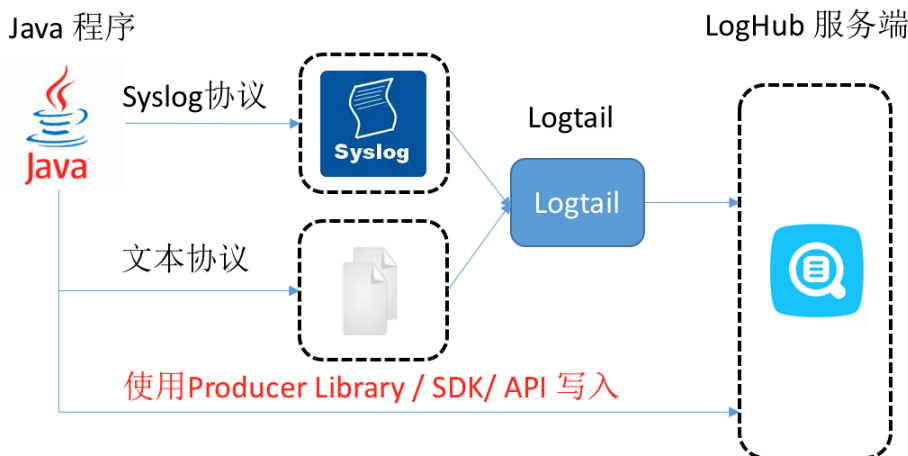 Java 程序
LogHub 服务端
Syslog协议
Java
Syslog
Logtail
Logtail
文本协议
使用Producer Library / SDK/ API 写入